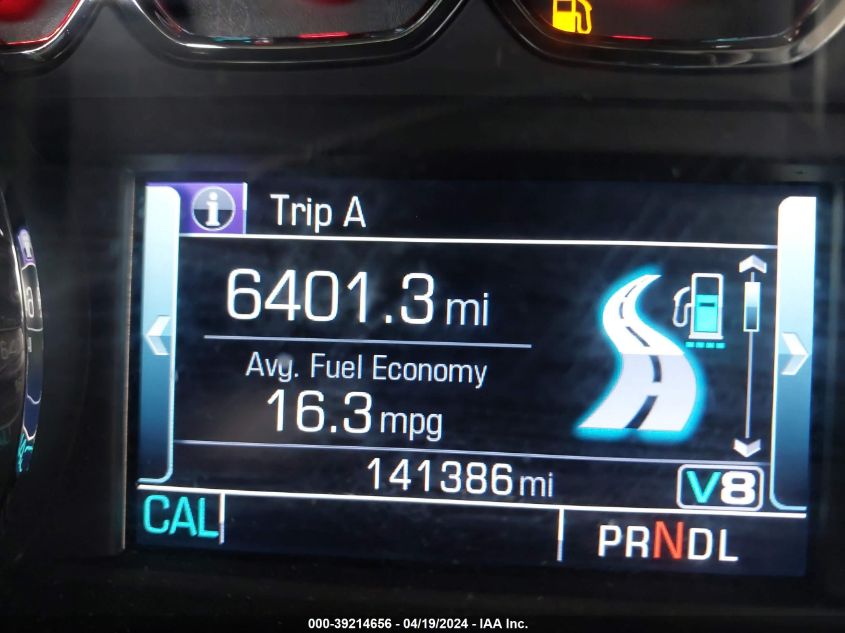 Trip A
6401.3 mi
Avg. Fuel Economy
16.3 mpg
141386 mi
V8
CAL
PRNDL
000-39214656 - 04/19/2024 - IAA Inc.